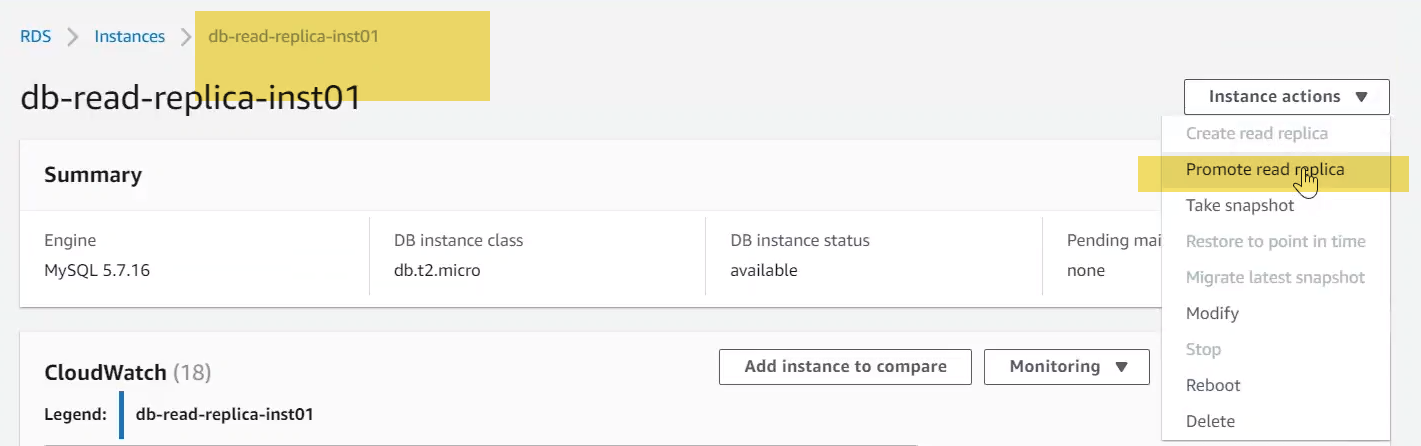 RDS > Instances > db-read-replica-inst01
db-read-replica-inst01
Instance actions ▼
Create read replica
Promote read replica
Take snapshot
Restore to point in time
Migrate latest snapshot
Modify
Stop
Reboot
Delete
Summary
Engine
MySQL 5.7.16
DB instance class
db.t2.micro
DB instance status
available
Pending mai
none
CloudWatch (18)
Add instance to compare
Monitoring ▼
Legend: db-read-replica-inst01